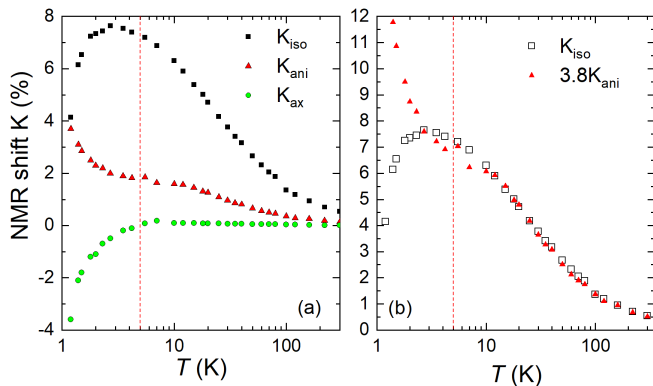 NMR shift K (%)
8
6
4
2
0
-2
-4
K_iso
K_ani
K_ax
(a)
1
10
100
T (K)
12
11
10
9
8
7
6
5
4
3
2
1
0
K_iso
3.8K_ani
(b)
1
10
100
T (K)